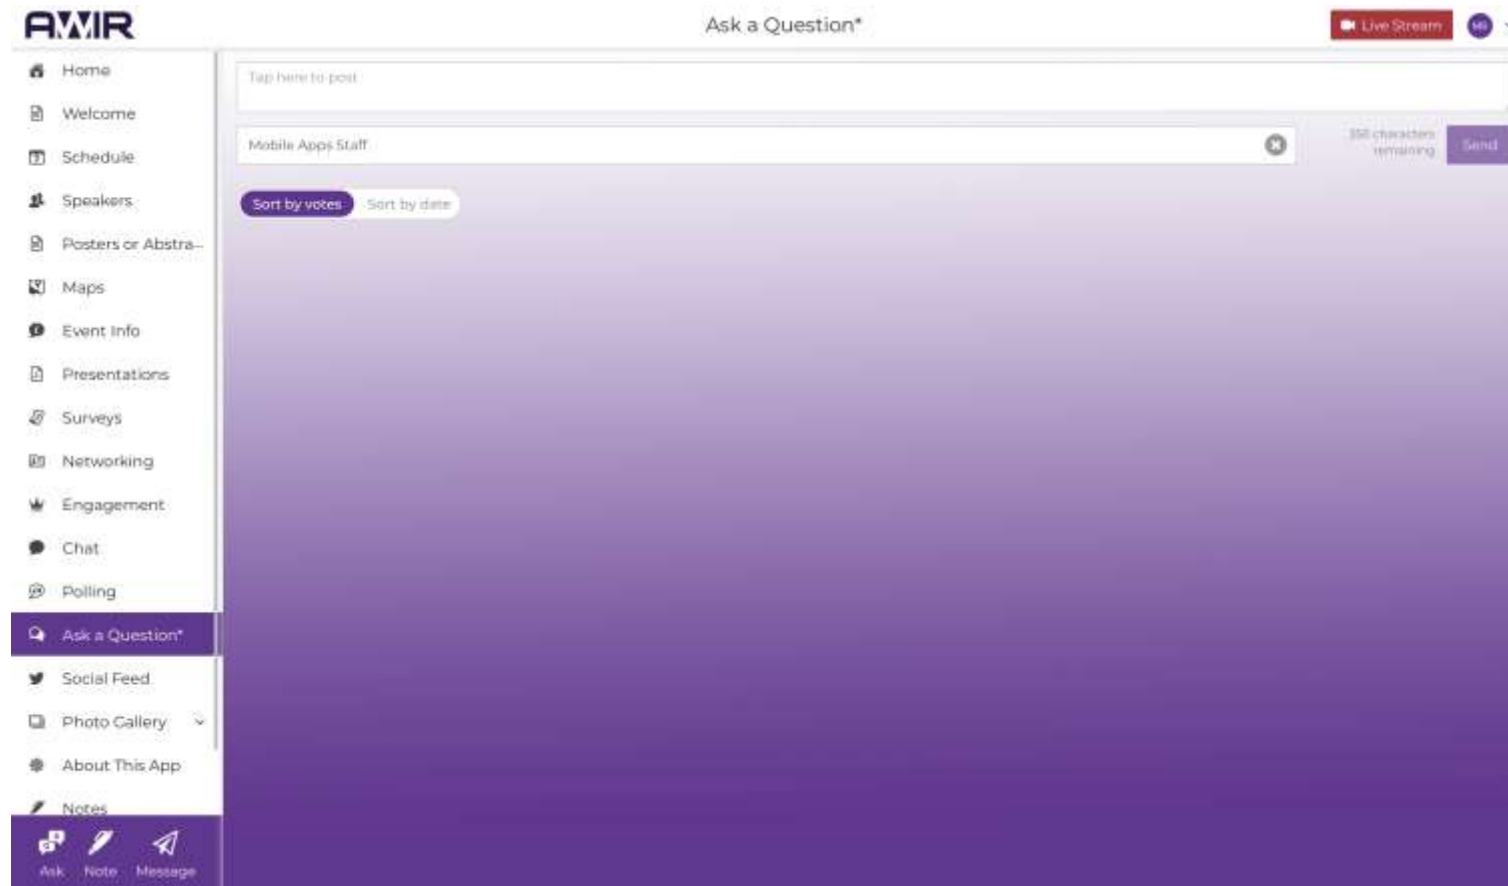 AWIR
Ask a Question*
Live Stream
Home
Welcome
Schedule
Speakers
Posters or Abstra...
Maps
Event Info
Presentations
Surveys
Networking
Engagement
Chat
Polling
Ask a Question*
Social Feed
Photo Gallery
About This App
Notes
Ask Note Message
Tap here to post
Mobile Apps Staff
characters
remaining
Send
Sort by votes Sort by date